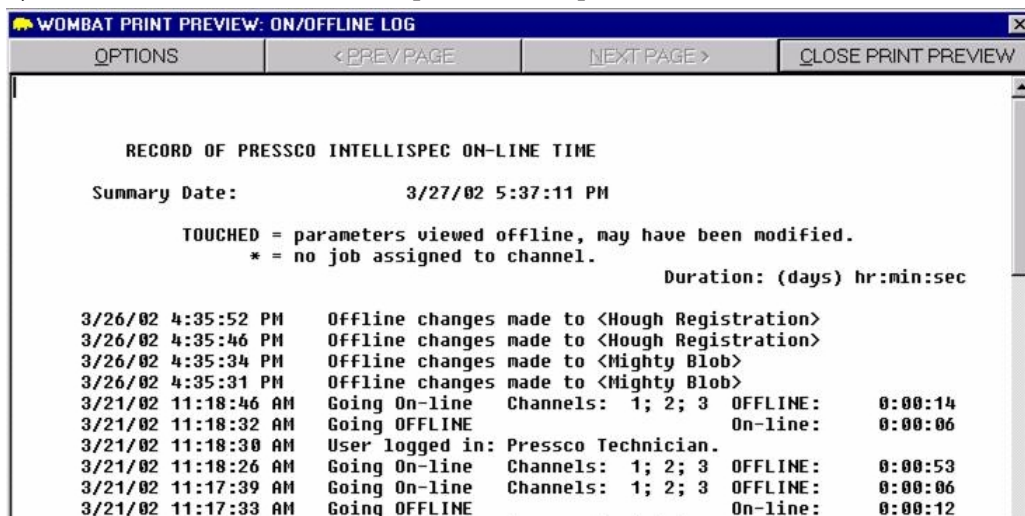 WOMBAT PRINT PREVIEW: ON/OFFLINE LOG
OPTIONS < PREV PAGE NEXT PAGE > CLOSE PRINT PREVIEW
RECORD OF PRESSCO INTELLISPEC ON-LINE TIME
Summary Date: 3/27/02 5:37:11 PM
TOUCHED = parameters viewed offline, may have been modified.
* = no job assigned to channel.
Duration: (days) hr:min:sec
3/26/02 4:35:52 PM Offline changes made to <Hough Registration>
3/26/02 4:35:46 PM Offline changes made to <Hough Registration>
3/26/02 4:35:34 PM Offline changes made to <Mighty Blob>
3/26/02 4:35:31 PM Offline changes made to <Mighty Blob>
3/21/02 11:18:46 AM Going On-line Channels: 1; 2; 3 OFFLINE: 0:00:14
3/21/02 11:18:32 AM Going OFFLINE On-line: 0:00:06
3/21/02 11:18:30 AM User logged in: Pressco Technician.
3/21/02 11:18:26 AM Going On-line Channels: 1; 2; 3 OFFLINE: 0:00:53
3/21/02 11:17:39 AM Going On-line Channels: 1; 2; 3 OFFLINE: 0:00:06
3/21/02 11:17:33 AM Going OFFLINE On-line: 0:00:12